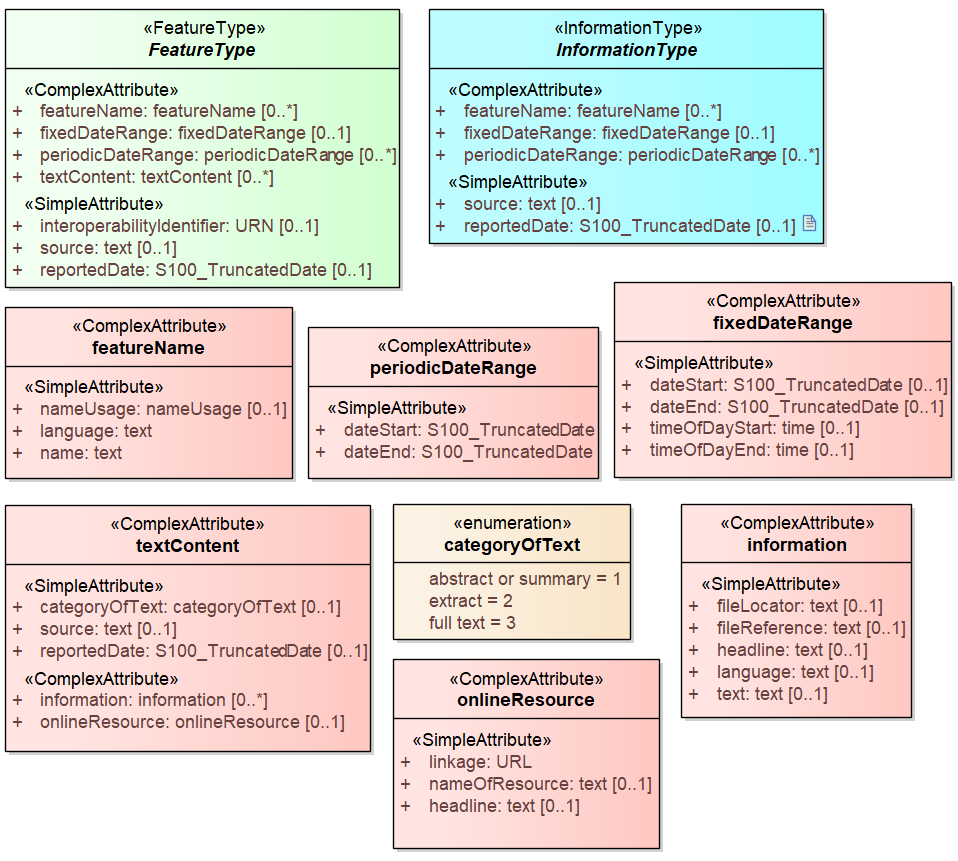 «FeatureType»
FeatureType
«ComplexAttribute»
+ featureName: featureName [0..*]
+ fixedDateRange: fixedDateRange [0..1]
+ periodicDateRange: periodicDateRange [0..*]
+ textContent: textContent [0..*]
«SimpleAttribute»
+ interoperabilityIdentifier: URN [0..1]
+ source: text [0..1]
+ reportedDate: S100_TruncatedDate [0..1]
«InformationType»
InformationType
«ComplexAttribute»
+ featureName: featureName [0..*]
+ fixedDateRange: fixedDateRange [0..1]
+ periodicDateRange: periodicDateRange [0..*]
«SimpleAttribute»
+ source: text [0..1]
+ reportedDate: S100_TruncatedDate [0..1]
«ComplexAttribute»
featureName
«SimpleAttribute»
+ nameUsage: nameUsage [0..1]
+ language: text
+ name: text
«ComplexAttribute»
periodicDateRange
«SimpleAttribute»
+ dateStart: S100_TruncatedDate
+ dateEnd: S100_TruncatedDate
«ComplexAttribute»
fixedDateRange
«SimpleAttribute»
+ dateStart: S100_TruncatedDate [0..1]
+ dateEnd: S100_TruncatedDate [0..1]
+ timeOfDayStart: time [0..1]
+ timeOfDayEnd: time [0..1]
«ComplexAttribute»
textContent
«SimpleAttribute»
+ categoryOfText: categoryOfText [0..1]
+ source: text [0..1]
+ reportedDate: S100_TruncatedDate [0..1]
«ComplexAttribute»
+ information: information [0..*]
+ onlineResource: onlineResource [0..1]
«enumeration»
categoryOfText
abstract or summary = 1
extract = 2
full text = 3
«ComplexAttribute»
information
«SimpleAttribute»
+ fileLocator: text [0..1]
+ fileReference: text [0..1]
+ headline: text [0..1]
+ language: text [0..1]
+ text: text [0..1]
«ComplexAttribute»
onlineResource
«SimpleAttribute»
+ linkage: URL
+ nameOfResource: text [0..1]
+ headline: text [0..1]